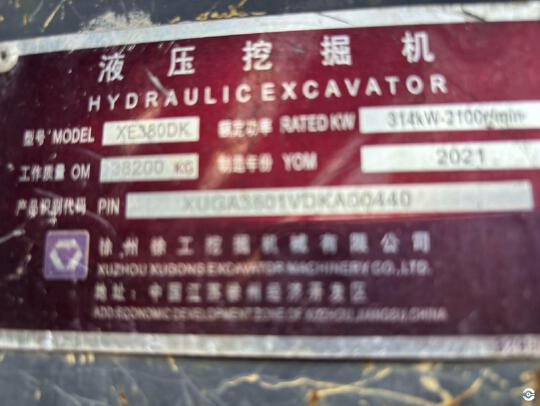 液压挖掘机
HYDRAULIC EXCAVATOR
型号 MODEL XE380DK 额定功率 RATED KW 314kW-2100r/min
工作质量 OM 38200 KG 制造年份 YOM 2021
产品识别代码 PIN XUGA3801VDKA00440
徐州徐工挖掘机械有限公司
XUZHOU XUGONG EXCAVATOR MACHINERY CO.,LTD.
地址:中国江苏徐州经济开发区
ADD:ECONOMIC DEVELOPMENT ZONE OF XUZHOU, JIANGSU, CHINA